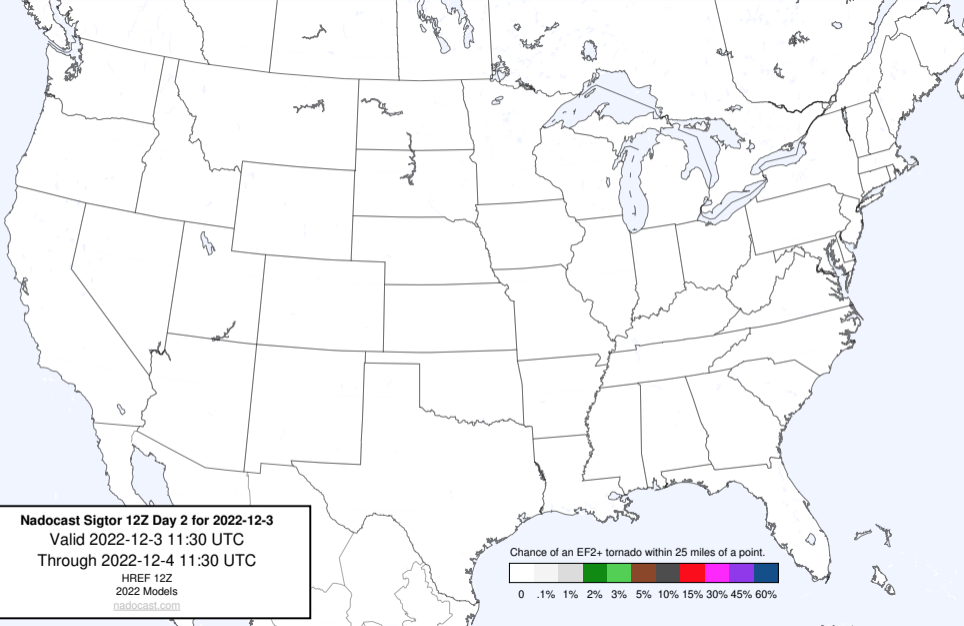 Nadocast Sigtor 12Z Day 2 for 2022-12-3
Valid 2022-12-3 11:30 UTC
Through 2022-12-4 11:30 UTC
HREF 12Z
2022 Models
nadocast.com
Chance of an EF2+ tornado within 25 miles of a point.
0 .1% 1% 2% 3% 5% 10% 15% 30% 45% 60%